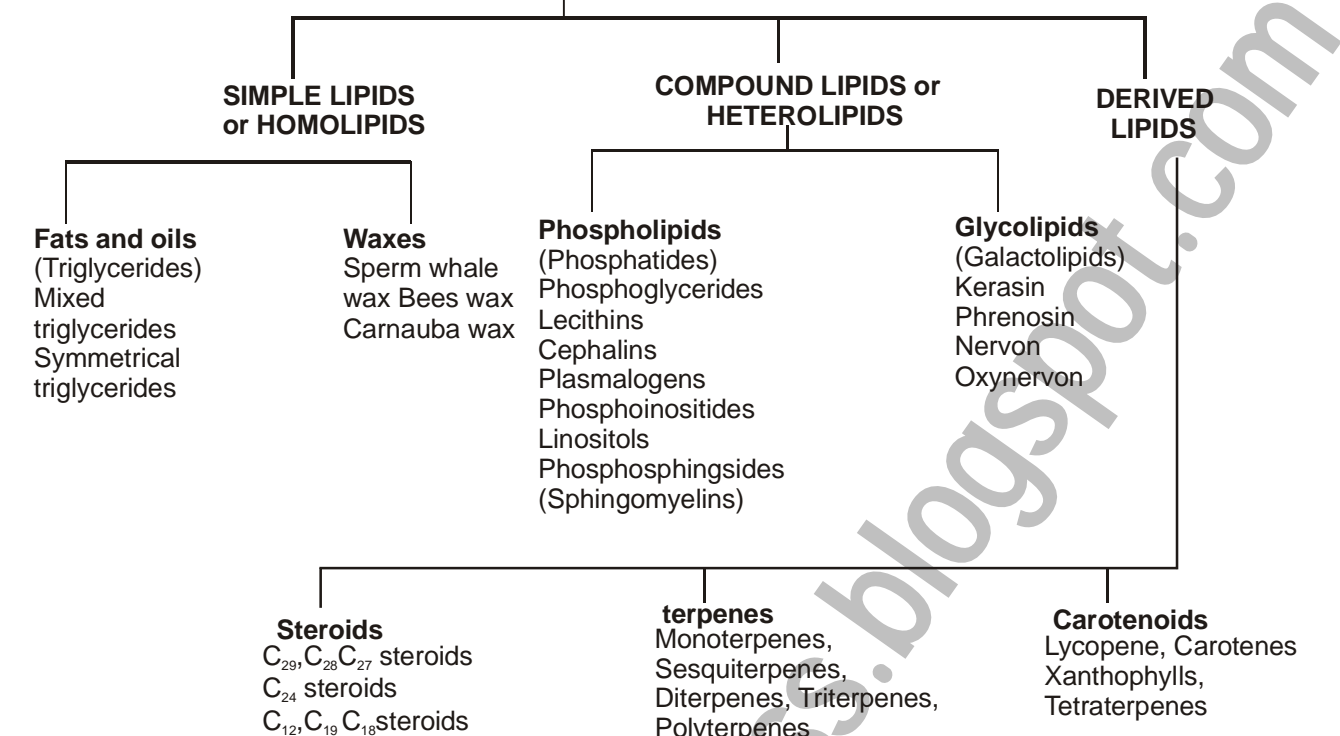 SIMPLE LIPIDS
or HOMOLIPIDS
COMPOUND LIPIDS or
HETEROLIPIDS
DERIVED
LIPIDS
Fats and oils
(Triglycerides)
Mixed
triglycerides
Symmetrical
triglycerides
Waxes
Sperm whale
wax Bees wax
Carnauba wax
Phospholipids
(Phosphatides)
Phosphoglycerides
Lecithins
Cephalins
Plasmalogens
Phosphoinositides
Linositols
Phosphosphingsides
(Sphingomyelins)
Glycolipids
(Galactolipids)
Kerasin
Phrenosin
Nervon
Oxynervon
Steroids
C₂₉,C₂₈C₂₇ steroids
C₂₄ steroids
C₁₂,C₁₉ C₁₈steroids
terpenes
Monoterpenes,
Sesquiterpenes,
Diterpenes, Triterpenes,
Polyterpenes
Carotenoids
Lycopene, Carotenes
Xanthophylls,
Tetraterpenes
s.blogspot.com